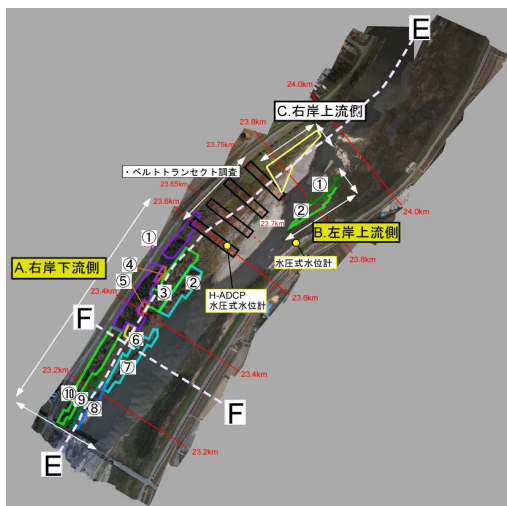 E
24.0km
C.右岸上流側
23.8km
23.75km
・ベルトトランセクト調査
23.65km
23.6km
①
②
24.0km
23.7km
B.左岸上流側
①
水圧式水位計
23.8km
A.右岸下流側
④
⑤
③
②
H-ADCP
水圧式水位計
23.6km
23.4km
F
⑥
⑦
23.4km
F
23.2km
⑩
⑨
⑧
23.2km
E